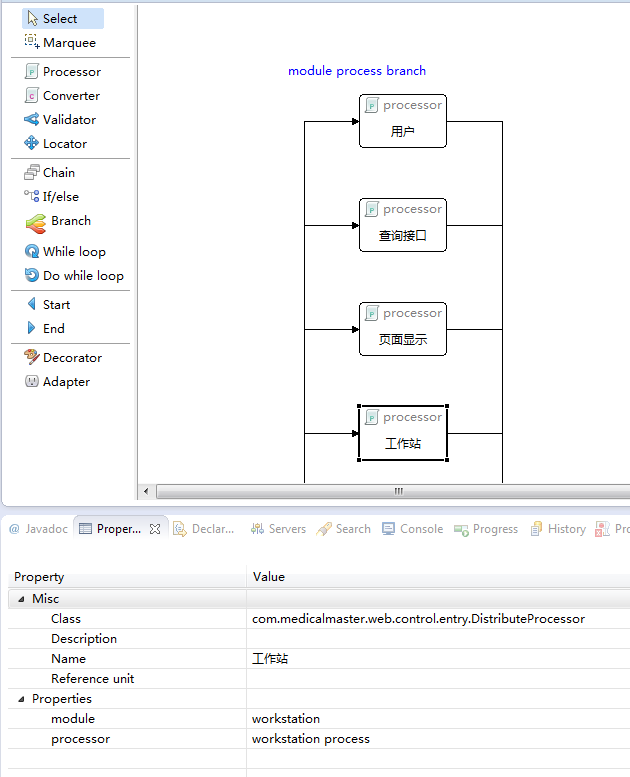 Select
Marquee
Processor
Converter
Validator
Locator
Chain
If/else
Branch
While loop
Do while loop
Start
End
Decorator
Adapter
module process branch
processor
用户
processor
查询接口
processor
页面显示
processor
工作站
@ Javadoc Proper... Declar... Servers Search Console Progress History Pro
Property Value
Misc
Class com.medicalmaster.web.control.entry.DistributeProcessor
Description
Name 工作站
Reference unit
Properties
module workstation
processor workstation process